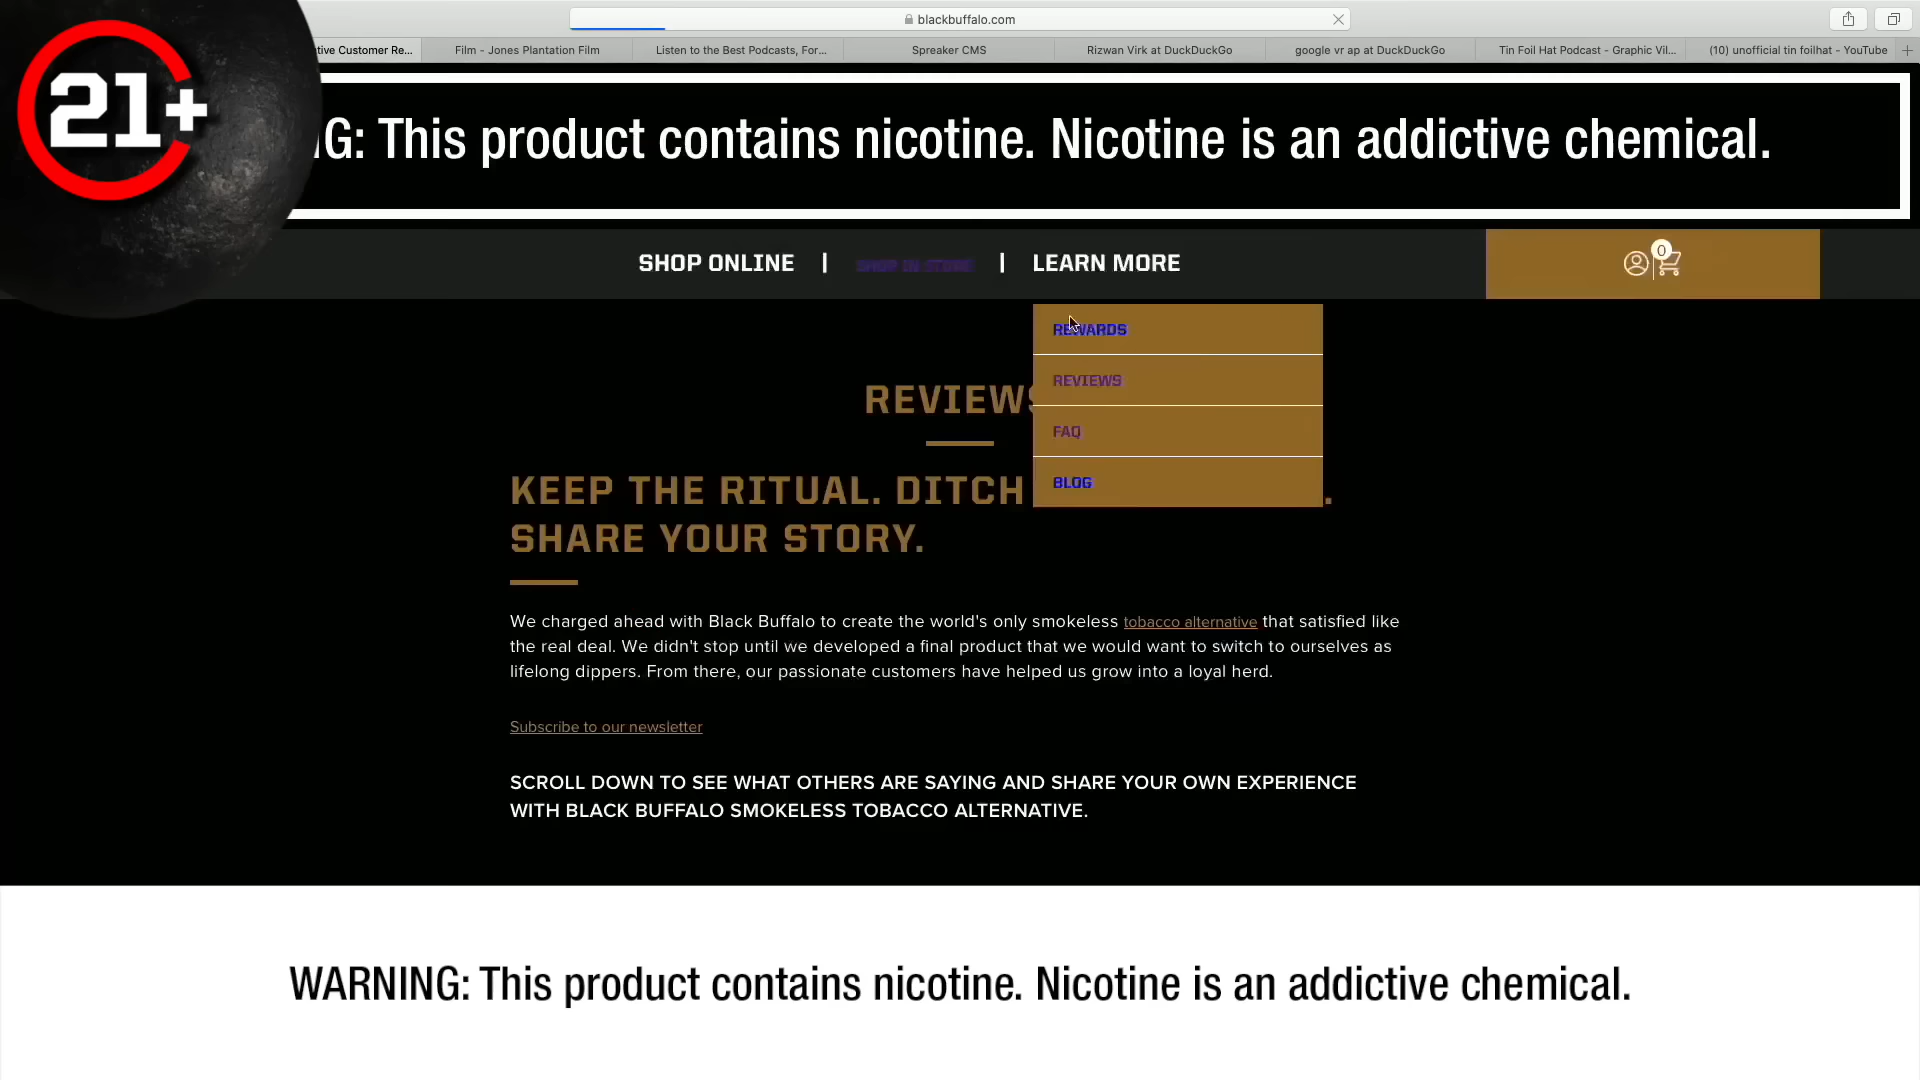 blackbuffalo.com
tive Customer Re...
Film - Jones Plantation Film
Listen to the Best Podcasts, For...
Spreaker CMS
Rizwan Virk at DuckDuckGo
google vr ap at DuckDuckGo
Tin Foil Hat Podcast - Graphic Vil...
(10) unofficial tin foilhat - YouTube
21+
G: This product contains nicotine. Nicotine is an addictive chemical.
SHOP ONLINE | SHOP IN STORE | LEARN MORE
0
REWARDS
REVIEWS
FAQ
BLOG
REVIEWS
KEEP THE RITUAL. DITCH .
SHARE YOUR STORY.
We charged ahead with Black Buffalo to create the world's only smokeless tobacco alternative that satisfied like
the real deal. We didn't stop until we developed a final product that we would want to switch to ourselves as
lifelong dippers. From there, our passionate customers have helped us grow into a loyal herd.
Subscribe to our newsletter
SCROLL DOWN TO SEE WHAT OTHERS ARE SAYING AND SHARE YOUR OWN EXPERIENCE
WITH BLACK BUFFALO SMOKELESS TOBACCO ALTERNATIVE.
WARNING: This product contains nicotine. Nicotine is an addictive chemical.